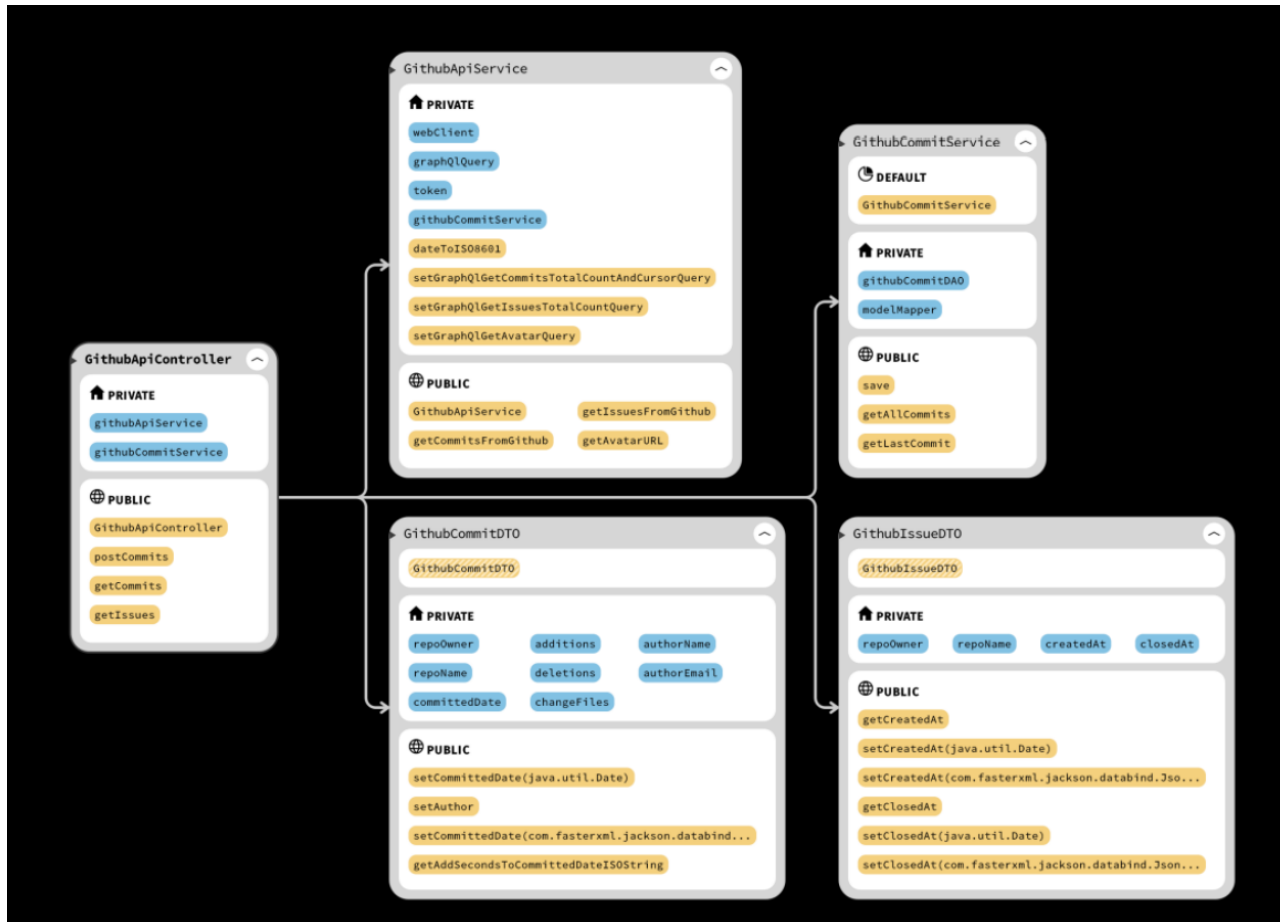 GithubApiService
PRIVATE
webClient
graphQlQuery
token
githubCommitService
dateToISO8601
setGraphQlGetCommitsTotalCountAndCursorQuery
setGraphQlGetIssuesTotalCountQuery
setGraphQlGetAvatarQuery
PUBLIC
GithubApiService getIssuesFromGithub
getCommitsFromGithub getAvatarURL
GithubCommitService
DEFAULT
GithubCommitService
PRIVATE
githubCommitDAO
modelMapper
PUBLIC
save
getAllCommits
getLastCommit
GithubApiController
PRIVATE
githubApiService
githubCommitService
PUBLIC
GithubApiController
postCommits
getCommits
getIssues
GithubCommitDTO
GithubCommitDTO
PRIVATE
repoOwner additions authorName
repoName deletions authorEmail
committedDate changeFiles
PUBLIC
setCommittedDate(java.util.Date)
setAuthor
setCommittedDate(com.fasterxml.jackson.databind...
getAddSecondsToCommittedDateISOString
GithubIssueDTO
GithubIssueDTO
PRIVATE
repoOwner repoName createdAt closedAt
PUBLIC
getCreatedAt
setCreatedAt(java.util.Date)
setCreatedAt(com.fasterxml.jackson.databind.Jso...
getClosedAt
setClosedAt(java.util.Date)
setClosedAt(com.fasterxml.jackson.databind.Json...